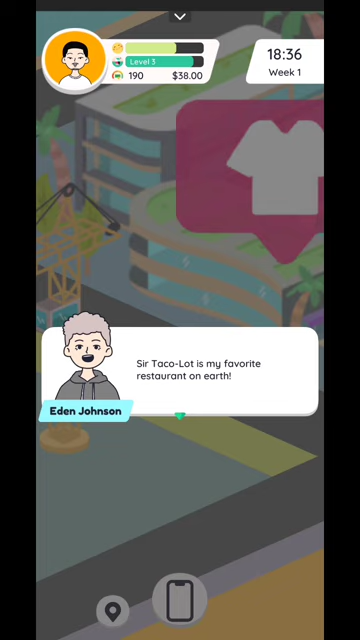 18:36
Level 3
190
$38.00
Week 1
Sir Taco-Lot is my favorite
restaurant on earth!
Eden Johnson